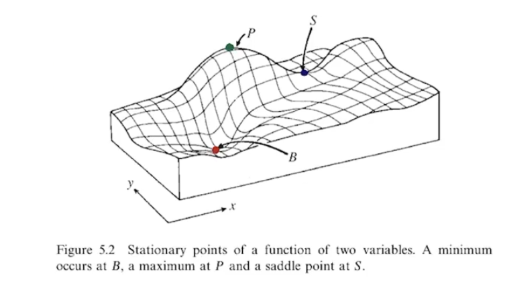 S
P
B
y
x
Figure 5.2 Stationary points of a function of two variables. A minimum
occurs at B, a maximum at P and a saddle point at S.